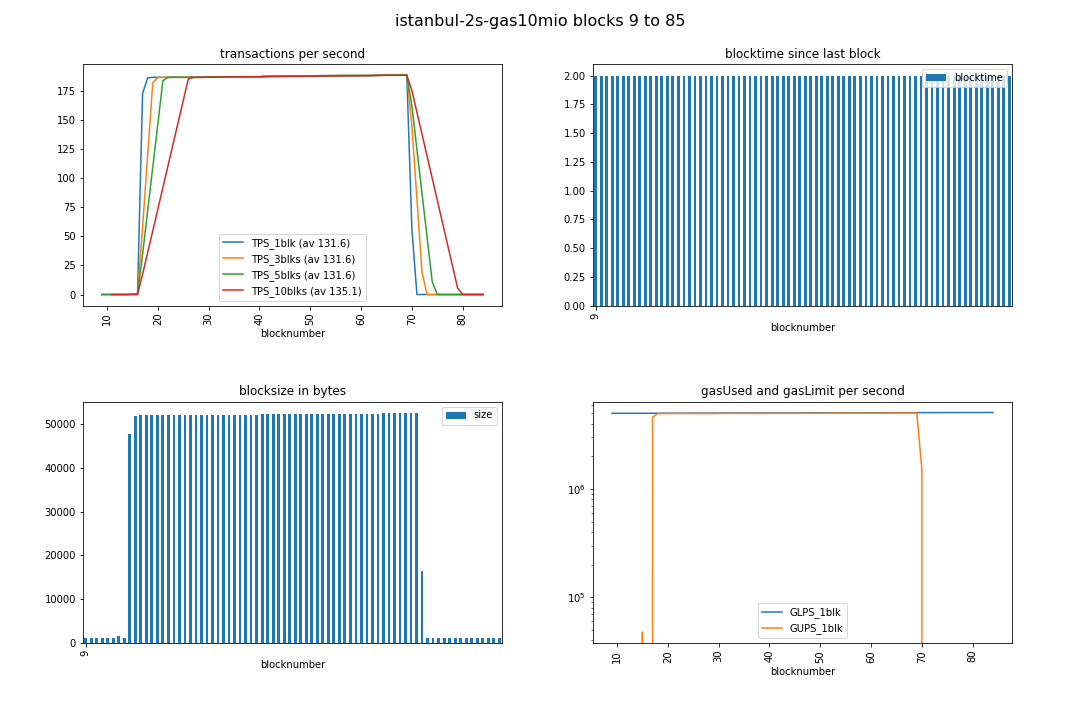 istanbul-2s-gas10mio blocks 9 to 85
transactions per second
175
150
125
100
75
50
25
0
TPS_1blk (av 131.6)
TPS_3blks (av 131.6)
TPS_5blks (av 131.6)
TPS_10blks (av 135.1)
10 20 30 40 50 60 70 80
blocknumber
blocktime since last block
2.00
1.75
1.50
1.25
1.00
0.75
0.50
0.25
0.00
blocktime
9
blocknumber
blocksize in bytes
50000
40000
30000
20000
10000
0
size
9
blocknumber
gasUsed and gasLimit per second
10^6
10^5
GLPS_1blk
GUPS_1blk
10 20 30 40 50 60 70 80
blocknumber